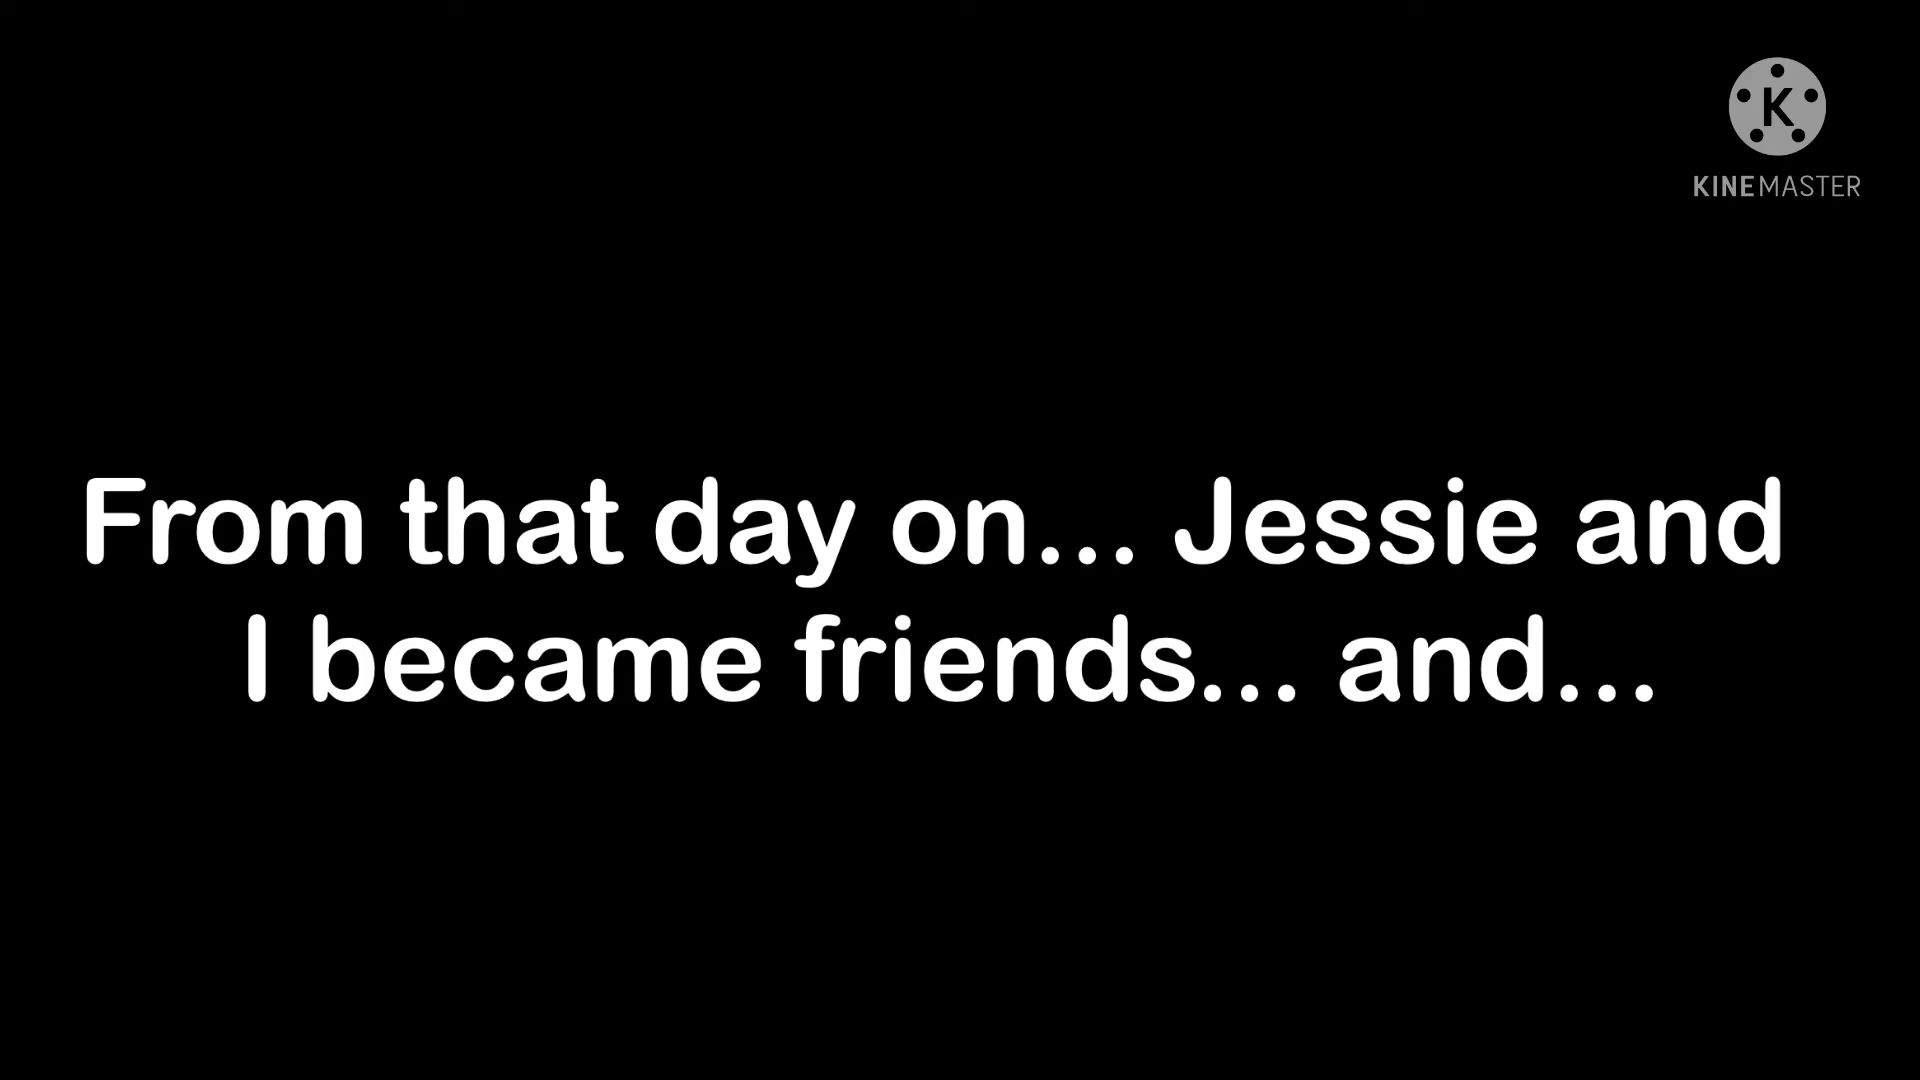 K
KINEMASTER
From that day on... Jessie and
I became friends... and...